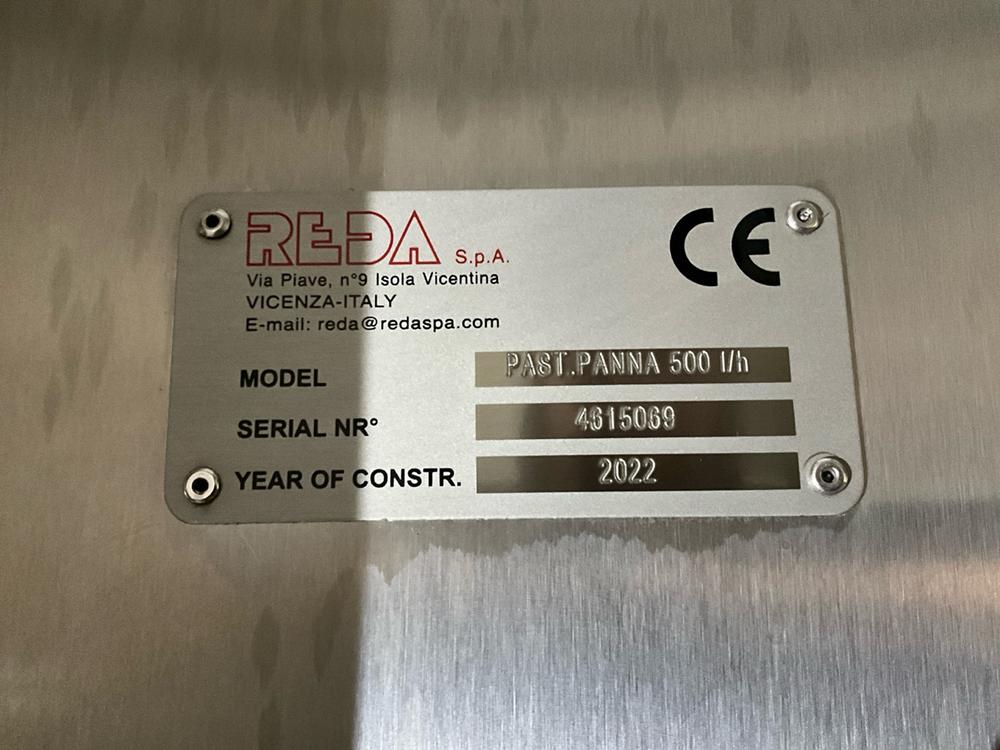 REDA S.p.A.
Via Piave, n°9 Isola Vicentina
VICENZA-ITALY
E-mail: reda@redaspa.com
CE
MODEL PAST.PANNA 500 l/h
SERIAL NR° 4615069
YEAR OF CONSTR. 2022